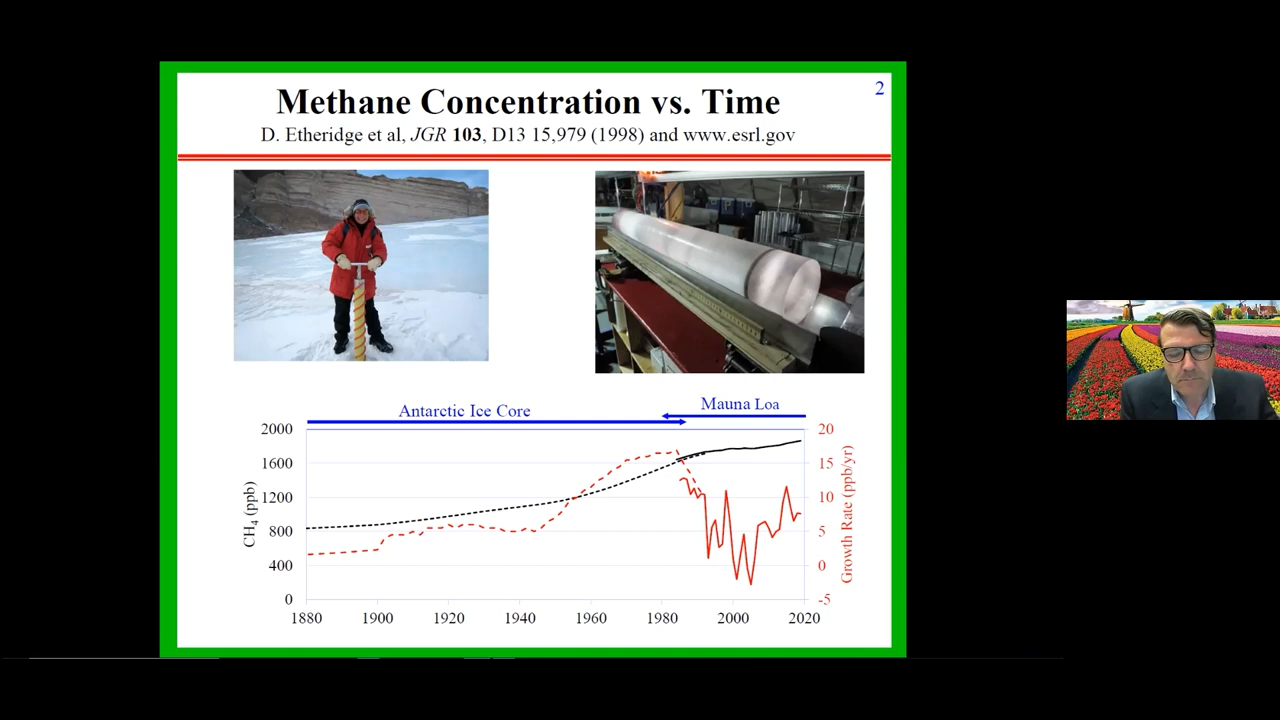 2
Methane Concentration vs. Time
D. Etheridge et al, JGR 103, D13 15,979 (1998) and www.esrl.gov
Antarctic Ice Core
Mauna Loa
2000
1600
1200
800
400
0
CH₄ (ppb)
20
15
10
5
0
-5
Growth Rate (ppb/yr)
1880 1900 1920 1940 1960 1980 2000 2020